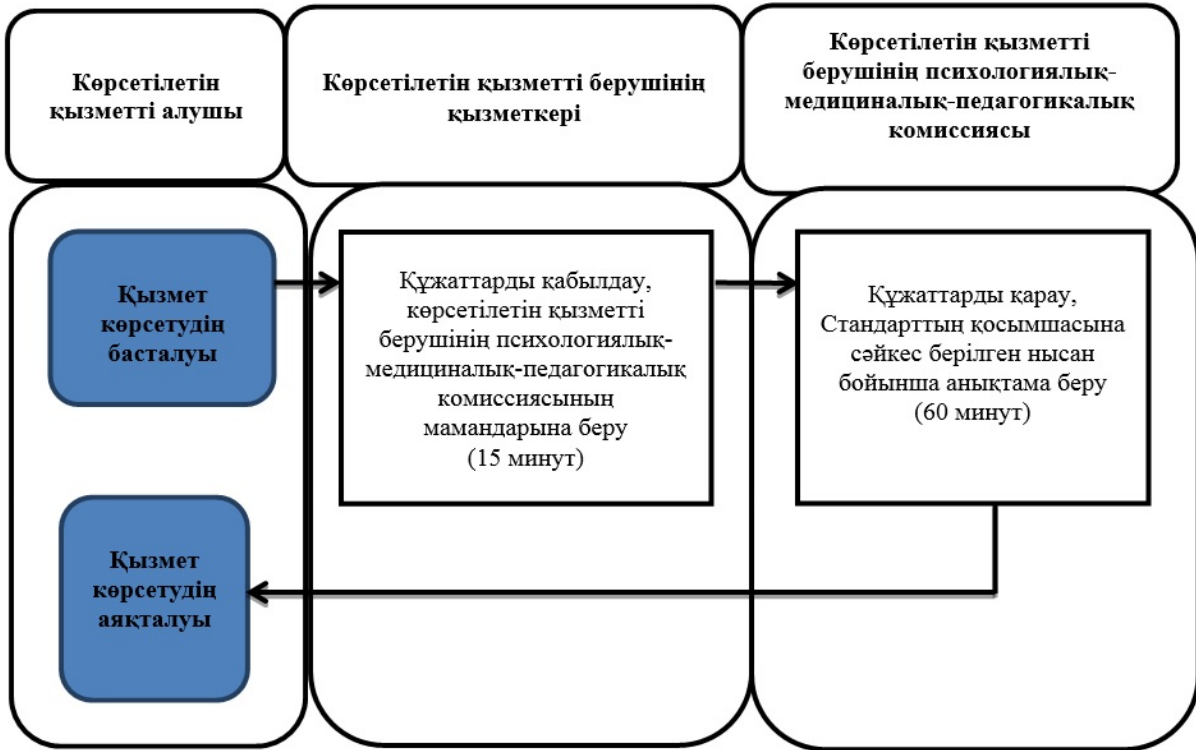 Көрсетілетін
қызметті алушы
Көрсетілетін қызметті берушінің
қызметкері
Көрсетілетін қызметті
берушінің психологиялық-
медициналық-педагогикалық
комиссиясы
Қызмет
көрсетудің
басталуы
Құжаттарды қабылдау,
көрсетілетін қызметті
берушінің психологиялық-
медициналық-педагогикалық
комиссиясының
мамандарына беру
(15 минут)
Құжаттарды қарау,
Стандарттың қосымшасына
сәйкес берілген нысан
бойынша анықтама беру
(60 минут)
Қызмет
көрсетудің
аяқталуы